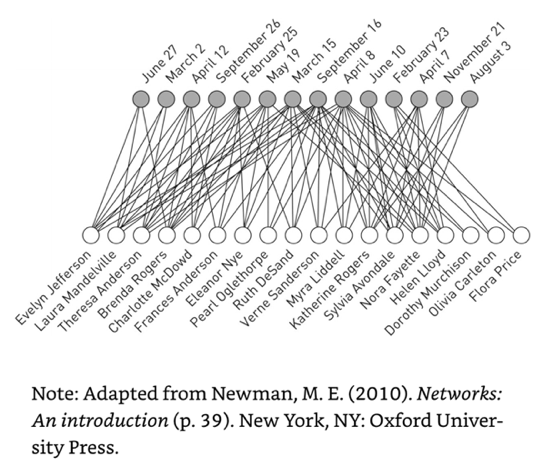 June 27
March 2
April 12
September 26
February 25
May 19
March 15
September 16
April 8
June 10
February 23
April 7
November 21
August 3
Evelyn Jefferson
Laura Mandelville
Theresa Anderson
Brenda Rogers
Charlotte McDowd
Frances Anderson
Eleanor Nye
Pearl Oglethorpe
Ruth DeSand
Verne Sanderson
Myra Liddell
Katherine Rogers
Sylvia Avondale
Nora Fayette
Helen Lloyd
Dorothy Murchison
Olivia Carleton
Flora Price
Note: Adapted from Newman, M. E. (2010). Networks:
An introduction (p. 39). New York, NY: Oxford Univer-
sity Press.